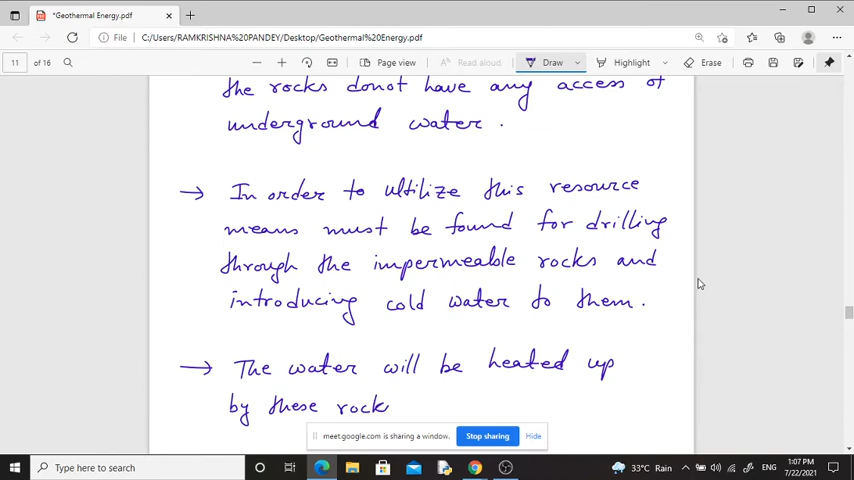 *Geothermal Energy.pdf
File
C:/Users/RAMKRISHNA%20PANDEY/Desktop/Geothermal%20Energy.pdf
11 of 16
Page view
Read aloud
Draw
Highlight
Erase
the rocks donot have any access of
underground water.
→ In order to ultilize this resource
means must be found for drilling
through the impermeable rocks and
introducing cold water to them.
→ The water will be heated up
by these rock
meet.google.com is sharing a window.
Stop sharing
Hide
Type here to search
33°C Rain
ENG
1:07 PM
7/22/2021